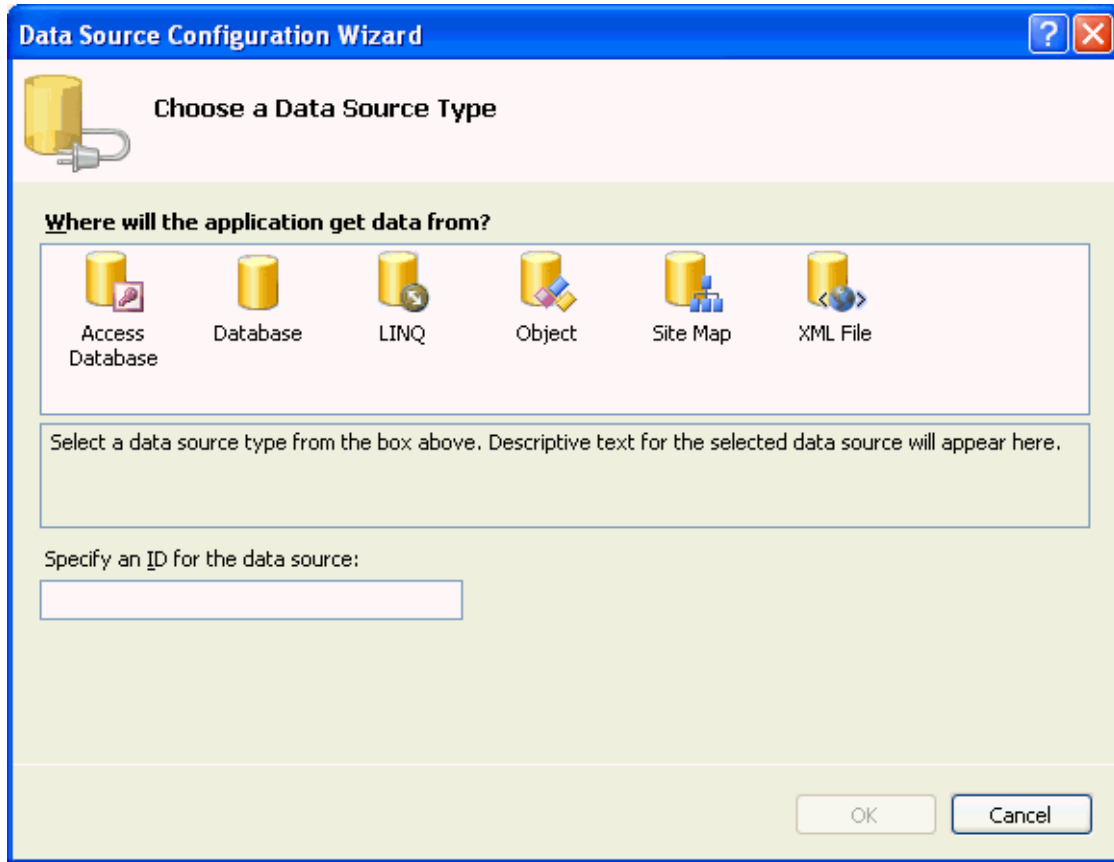 Data Source Configuration Wizard
Choose a Data Source Type
Where will the application get data from?
Access Database
Database
LINQ
Object
Site Map
XML File
Select a data source type from the box above. Descriptive text for the selected data source will appear here.
Specify an ID for the data source:
OK
Cancel